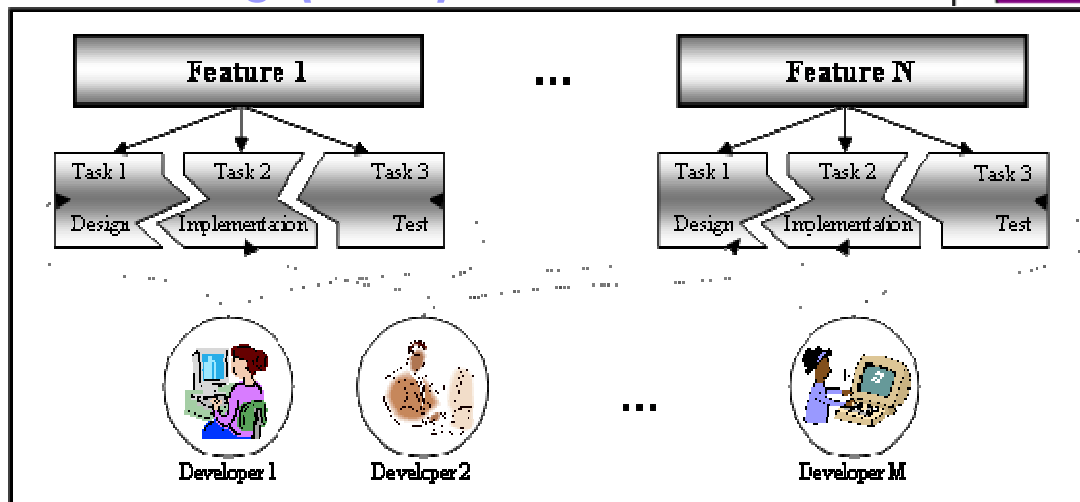 Feature 1
...
Feature N
Task 1
Task 2
Task 3
Task 1
Task 2
Task 3
Design
Implementation
Test
Design
Implementation
Test
...
Developer 1
Developer 2
Developer M